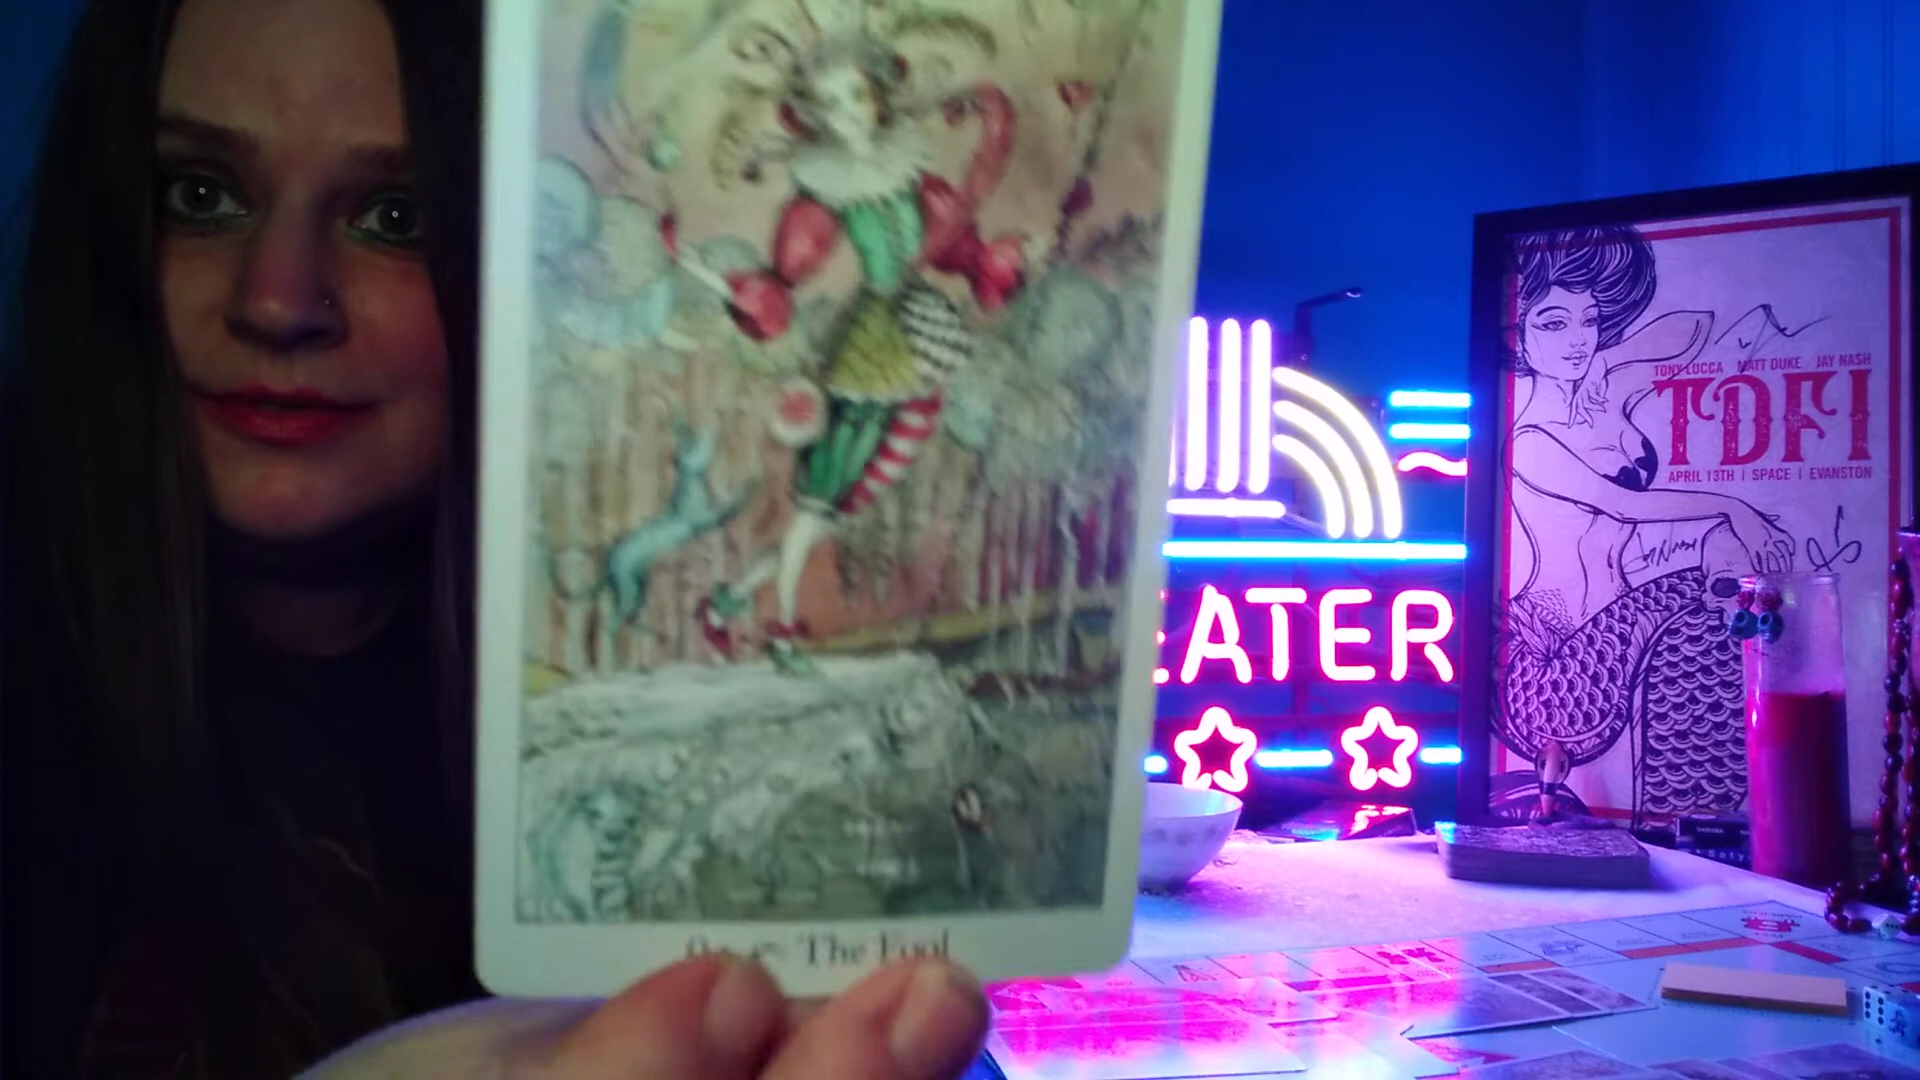 The Fool
EATER
TONY LUCCA MATT DUKE JAY NASH
TDFI
APRIL 13TH | SPACE | EVANSTON